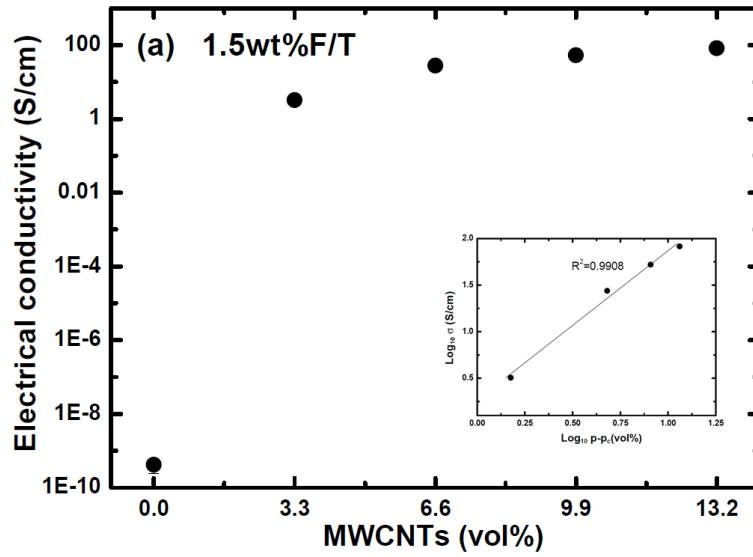 (a) 1.5wt%F/T
Electrical conductivity (S/cm)
100
1
0.01
1E-4
1E-6
1E-8
1E-10
0.0 3.3 6.6 9.9 13.2
MWCNTs (vol%)
R²=0.9908
Log₁₀ σ (S/cm)
2.0
1.5
1.0
0.5
0.00 0.25 0.50 0.75 1.00 1.25
Log₁₀ p-p꜀(vol%)